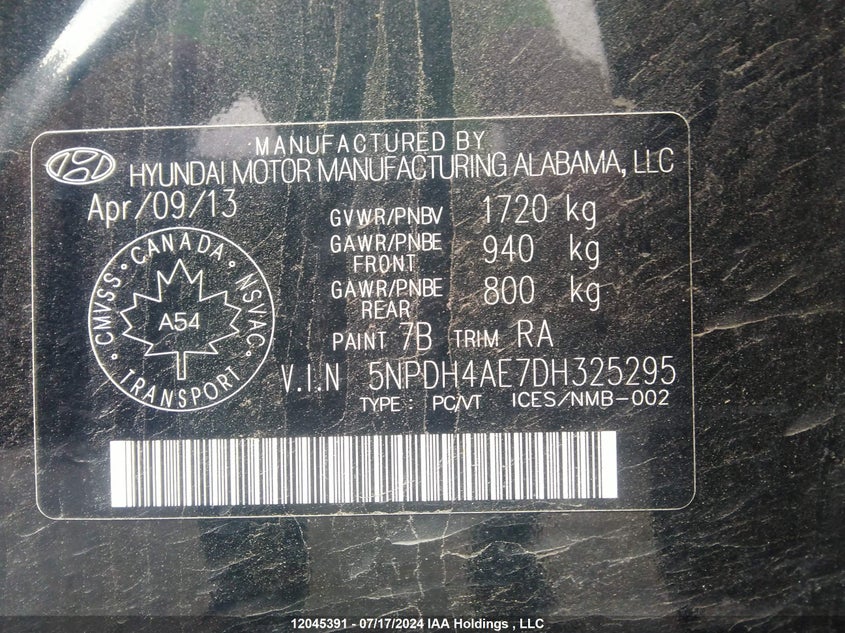 MANUFACTURED BY
HYUNDAI MOTOR MANUFACTURING ALABAMA, LLC
Apr/09/13
GVWR/PNBV 1720 kg
GAWR/PNBE FRONT 940 kg
GAWR/PNBE REAR 800 kg
PAINT 7B TRIM RA
V.I.N 5NPDH4AE7DH325295
TYPE: PC/VT ICES/NMB-002
CMVSS · CANADA · NSVAC · TRANSPORT
A54
12045391 - 07/17/2024 IAA Holdings , LLC